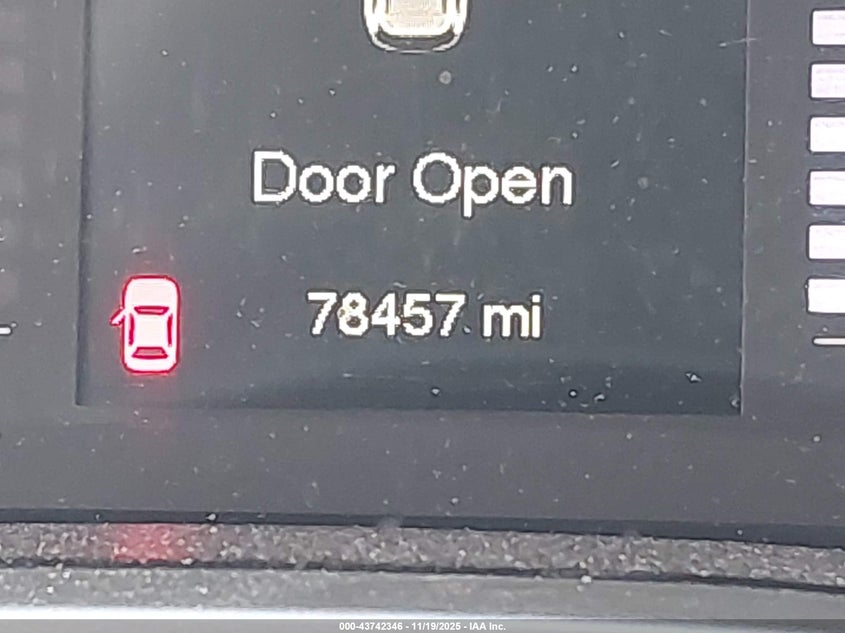 Door Open
78457 mi
000-43742346 - 11/19/2025 - IAA Inc.